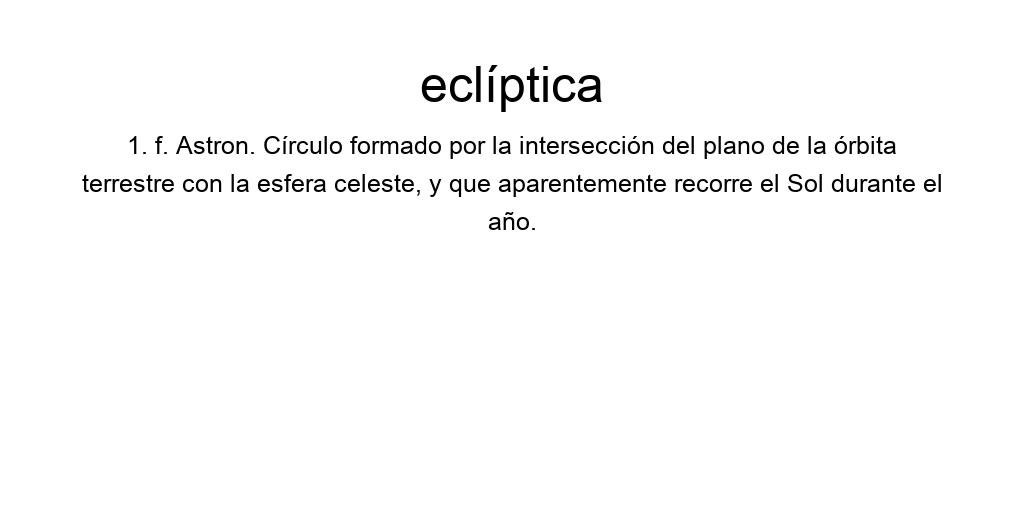 eclíptica
1. f. Astron. Círculo formado por la intersección del plano de la órbita
terrestre con la esfera celeste, y que aparentemente recorre el Sol durante el
año.